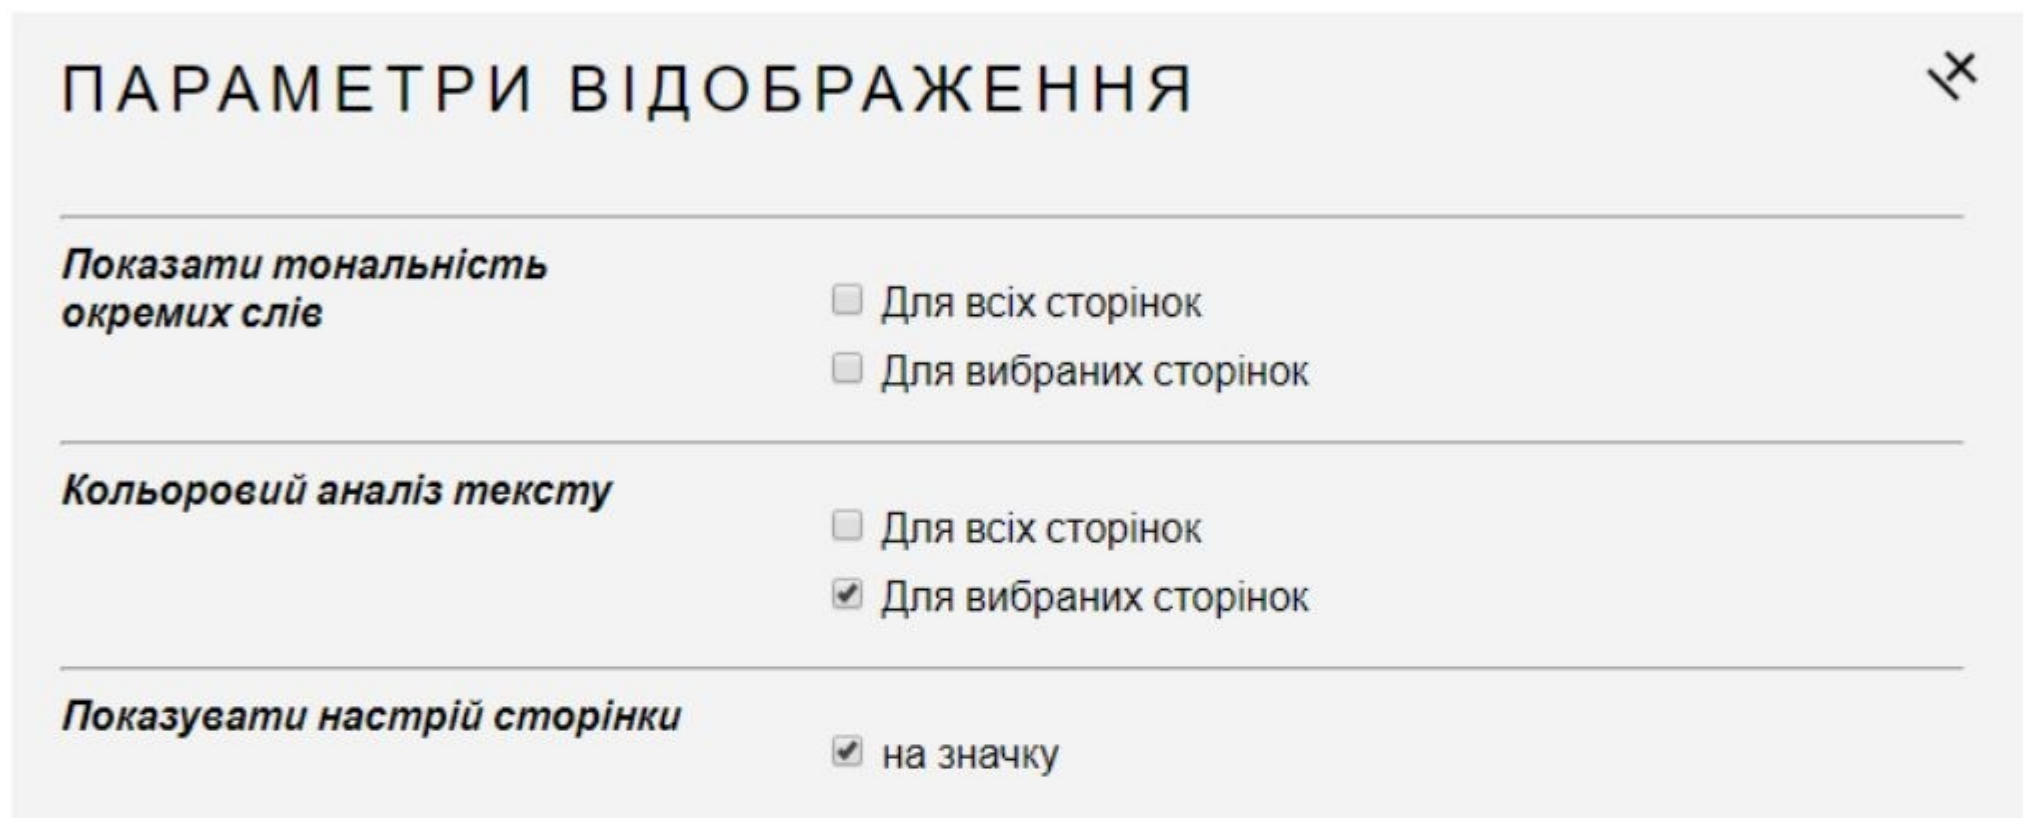 ПАРАМЕТРИ ВІДОБРАЖЕННЯ
Показати тональність
окремих слів
Для всіх сторінок
Для вибраних сторінок
Кольоровий аналіз тексту
Для всіх сторінок
Для вибраних сторінок
Показувати настрій сторінки
на значку